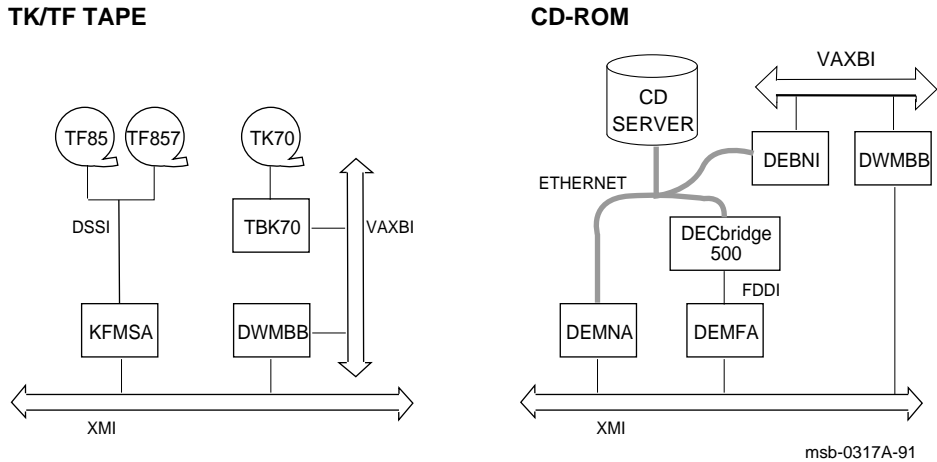 TK/TF TAPE
TF85
TF857
TK70
DSSI
TBK70
VAXBI
KFMSA
DWMBB
XMI
CD-ROM
VAXBI
CD
SERVER
DEBNI
DWMBB
ETHERNET
DECbridge
500
FDDI
DEMNA
DEMFA
XMI
msb-0317A-91